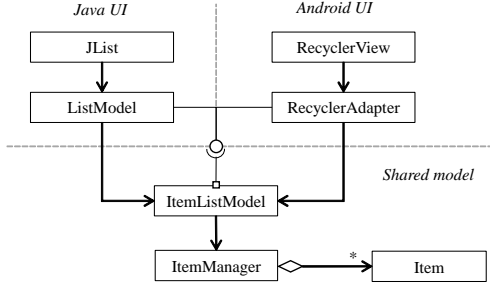 Java UI
Android UI
JList
RecyclerView
ListModel
RecyclerAdapter
Shared model
ItemListModel
ItemManager
*
Item